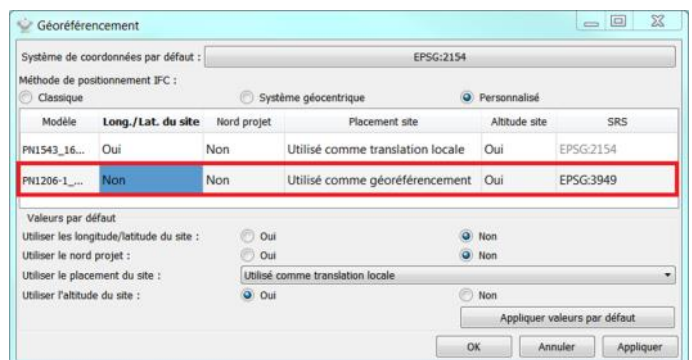 Géoréférencement
Système de coordonnées par défaut : EPSG:2154
Méthode de positionnement IFC :
Classique Système géocentrique Personnalisé
Modèle Long./Lat. du site Nord projet Placement site Altitude site SRS
PN1543_16... Oui Non Utilisé comme translation locale Oui EPSG:2154
PN1206-1_... Non Non Utilisé comme géoréférencement Oui EPSG:3949
Valeurs par défaut
Utiliser les longitude/latitude du site : Oui Non
Utiliser le nord projet : Oui Non
Utiliser le placement du site : Utilisé comme translation locale
Utiliser l'altitude du site : Oui Non
Appliquer valeurs par défaut
OK Annuler Appliquer